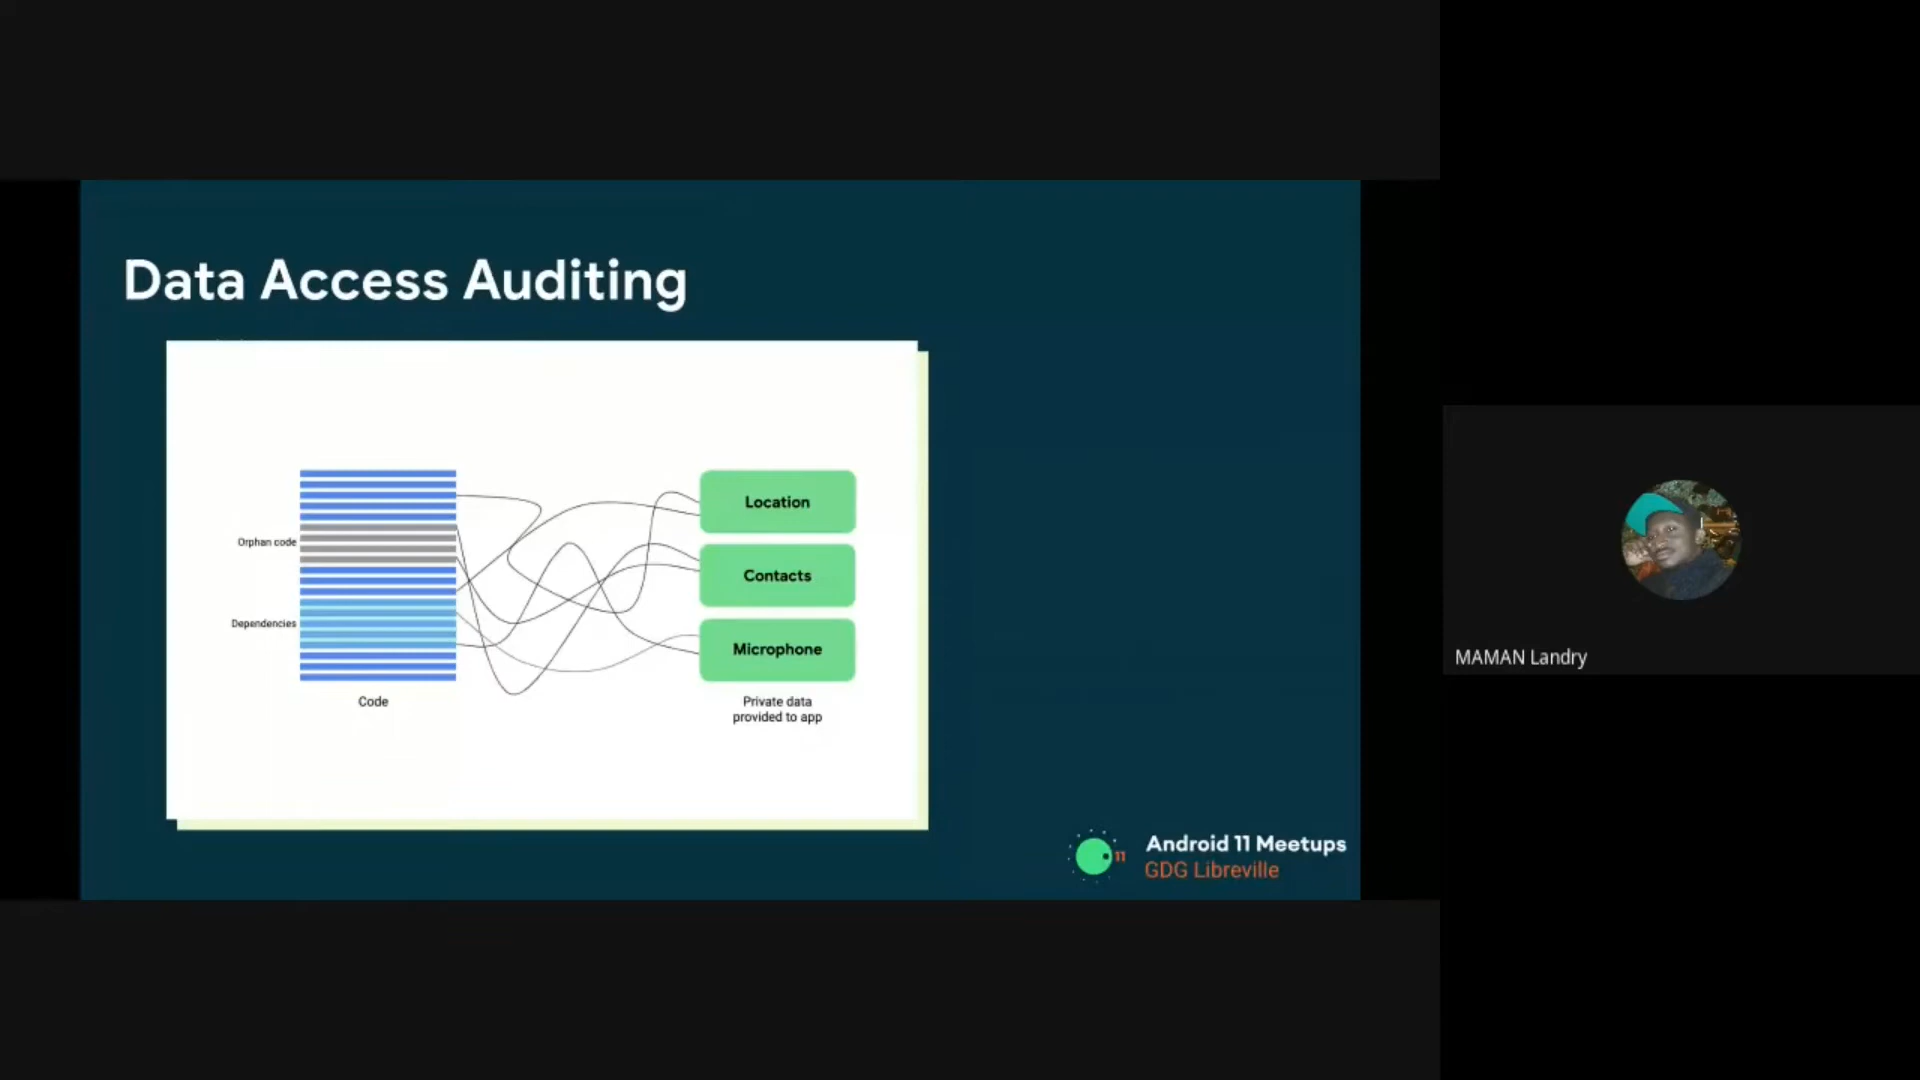 Data Access Auditing
Orphan code
Dependencies
Code
Location
Contacts
Microphone
Private data
provided to app
11
Android 11 Meetups
GDG Libreville
MAMAN Landry